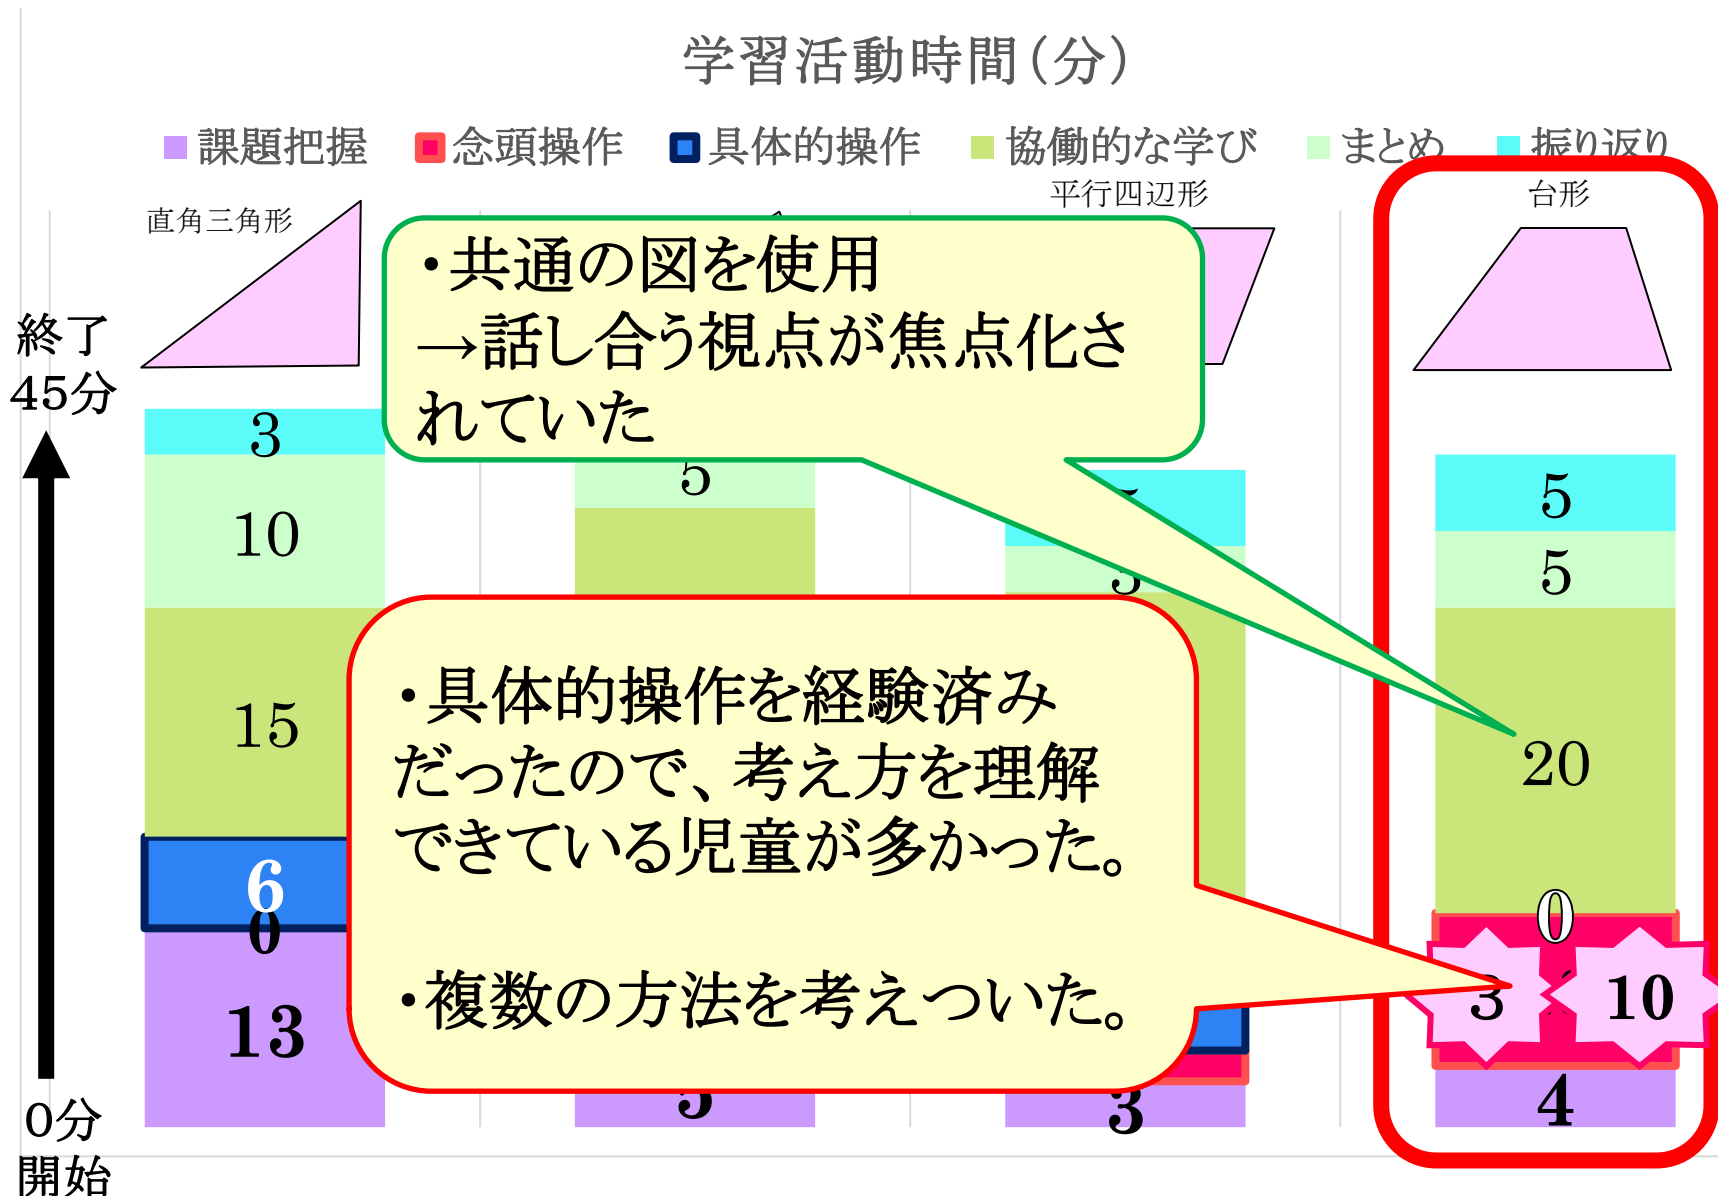 学習活動時間(分)
課題把握 念頭操作 具体的操作 協働的な学び まとめ 振り返り
直角三角形
平行四辺形
台形
・共通の図を使用
→話し合う視点が焦点化さ
れていた
終了
45分
3
10
15
6
0
13
5
5
5
5
3
5
5
20
0
3
10
4
・具体的操作を経験済み
だったので、考え方を理解
できている児童が多かった。
・複数の方法を考えついた。
0分
開始